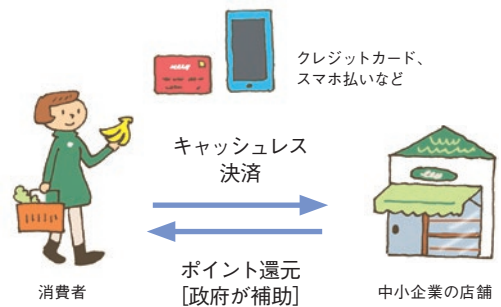 クレジットカード、
スマホ払いなど
キャッシュレス
決済
ポイント還元
[政府が補助]
消費者
中小企業の店舗